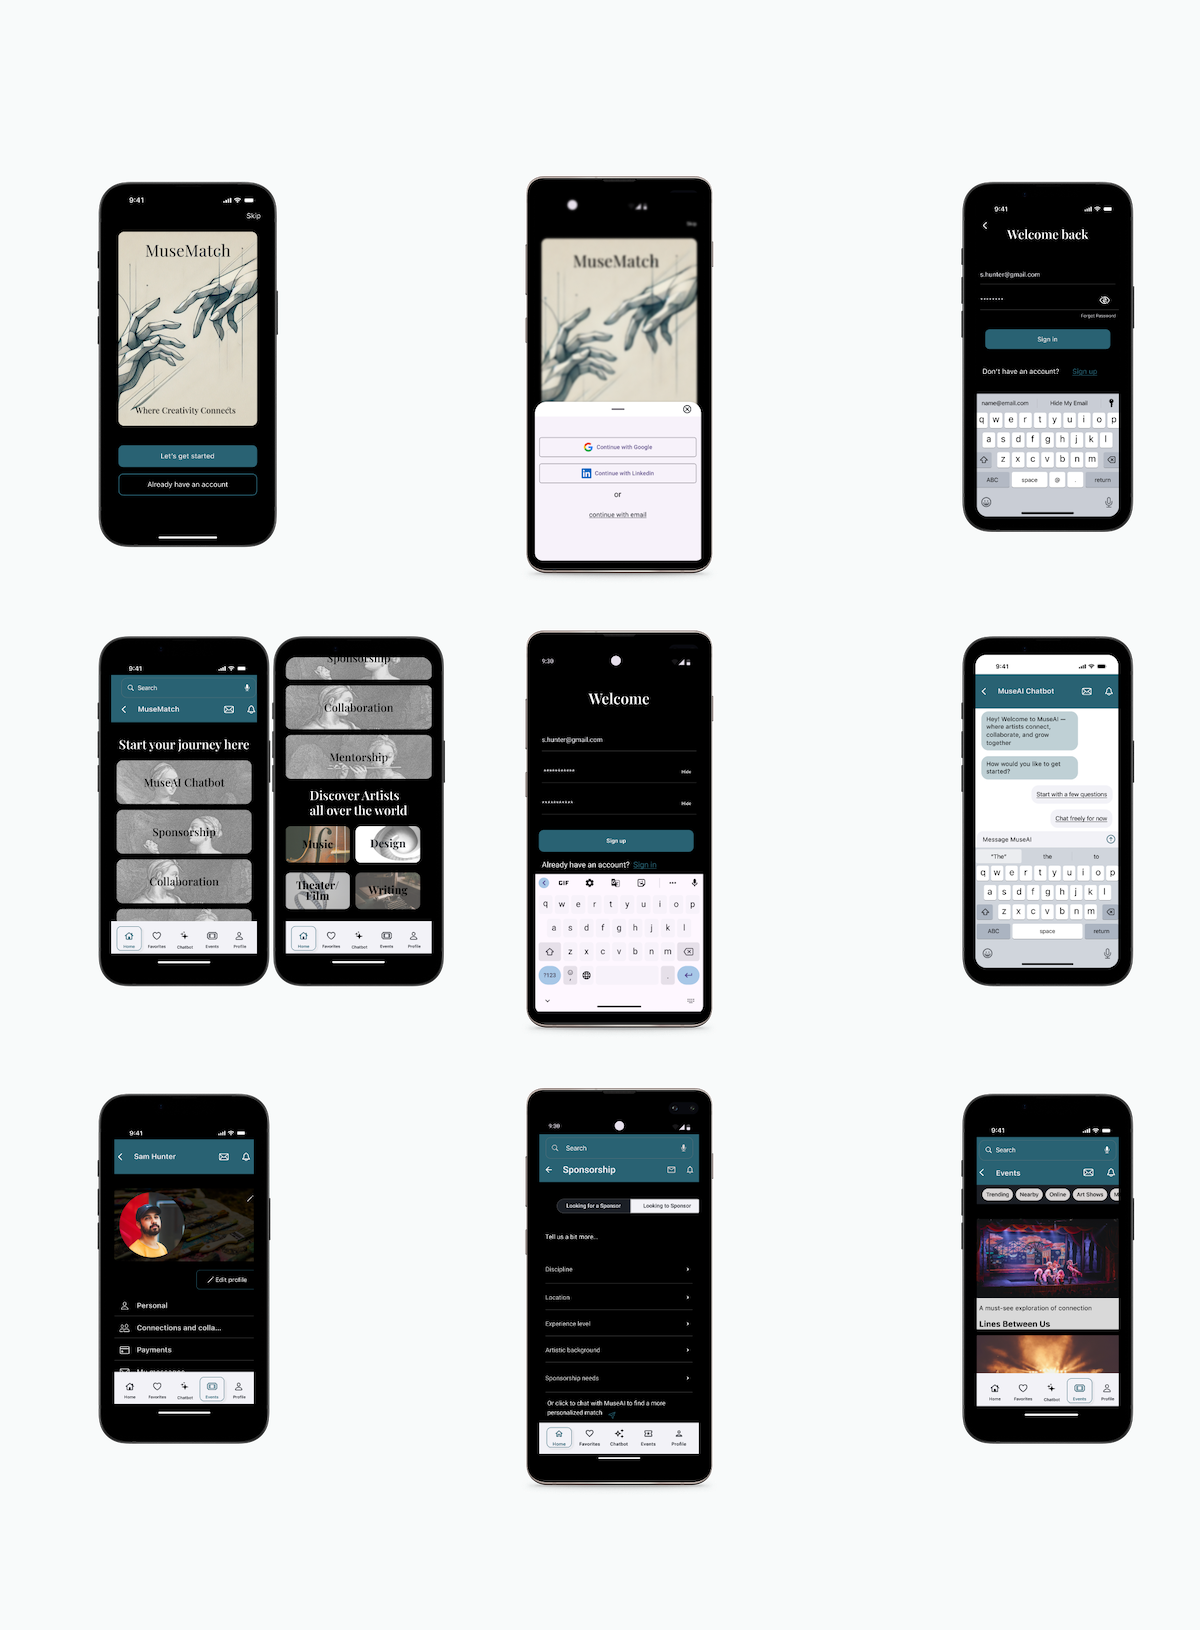 9:41
Skip
MuseMatch
Where Creativity Connects
Let's get started
Already have an account
MuseMatch
Continue with Google
Continue with Linkedin
or
continue with email
9:41
Welcome back
s.hunter@gmail.com
********
Forgot Password
Sign in
Don't have an account? Sign up
name@email.com Hide My Email
q w e r t y u i o p
a s d f g h j k l
z x c v b n m
ABC space @ . return
9:41
Search
MuseMatch
Start your journey here
MuseAI Chatbot
Sponsorship
Collaboration
Home Favorites Chatbot Events Profile
Sponsorship
Collaboration
Mentorship
Discover Artists
all over the world
Music Design
Theater/
Film
Writing
Home Favorites Chatbot Events Profile
9:30
Welcome
s.hunter@gmail.com
*********** Hide
*********** Hide
Sign up
Already have an account? Sign in
GIF
q w e r t y u i o p
a s d f g h j k l
z x c v b n m
?123 , .
9:41
MuseAI Chatbot
Hey! Welcome to MuseAI —
where artists connect,
collaborate, and grow
together
How would you like to get
started?
Start with a few questions
Chat freely for now
Message MuseAI
"The" the to
q w e r t y u i o p
a s d f g h j k l
z x c v b n m
ABC space return
9:41
Sam Hunter
Edit profile
Personal
Connections and colla...
Payments
My messages
Home Favorites Chatbot Events Profile
9:30
Search
Sponsorship
Looking for a Sponsor Looking to Sponsor
Tell us a bit more...
Discipline
Location
Experience level
Artistic background
Sponsorship needs
Or click to chat with MuseAI to find a more
personalized match
Home Favorites Chatbot Events Profile
9:41
Search
Events
Trending Nearby Online Art Shows M
A must-see exploration of connection
Lines Between Us
Home Favorites Chatbot Events Profile